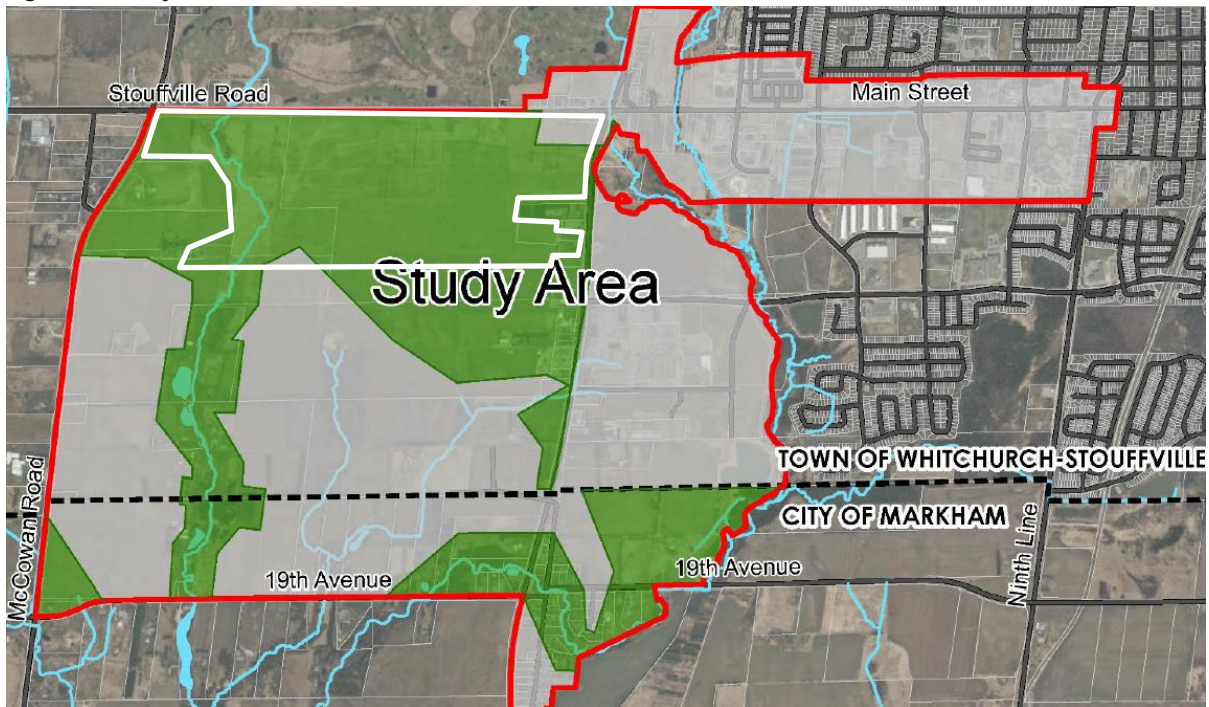 Stouffville Road
Main Street
Study Area
TOWN OF WHITCHURCH-STOUFFVILLE
CITY OF MARKHAM
McCowan Road
19th Avenue
19th Avenue
Ninth Line